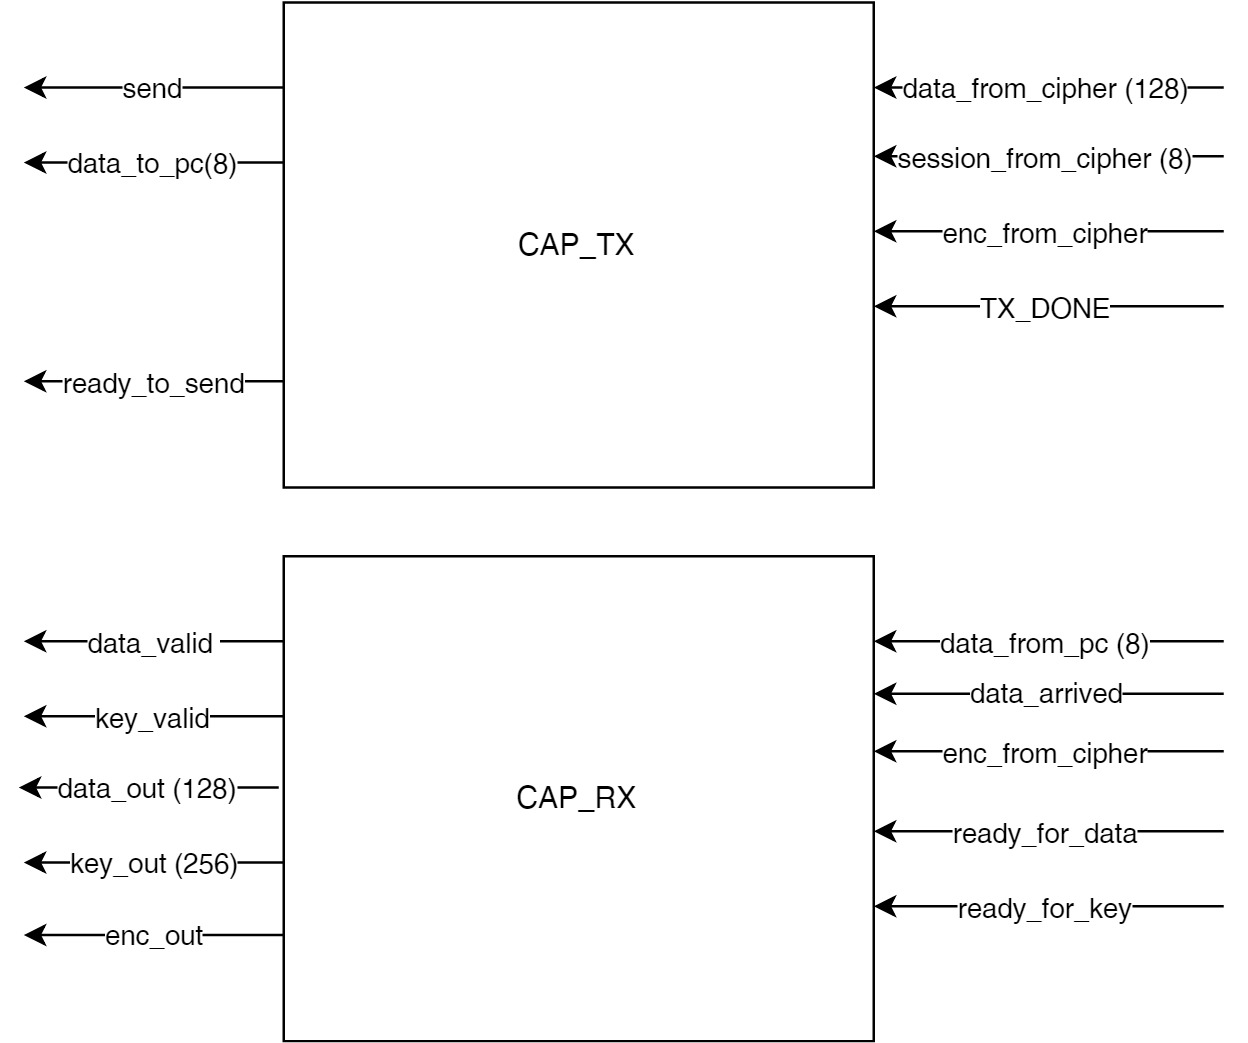 send
data_to_pc(8)
ready_to_send
CAP_TX
data_from_cipher (128)
session_from_cipher (8)
enc_from_cipher
TX_DONE
data_valid
key_valid
data_out (128)
key_out (256)
enc_out
CAP_RX
data_from_pc (8)
data_arrived
enc_from_cipher
ready_for_data
ready_for_key